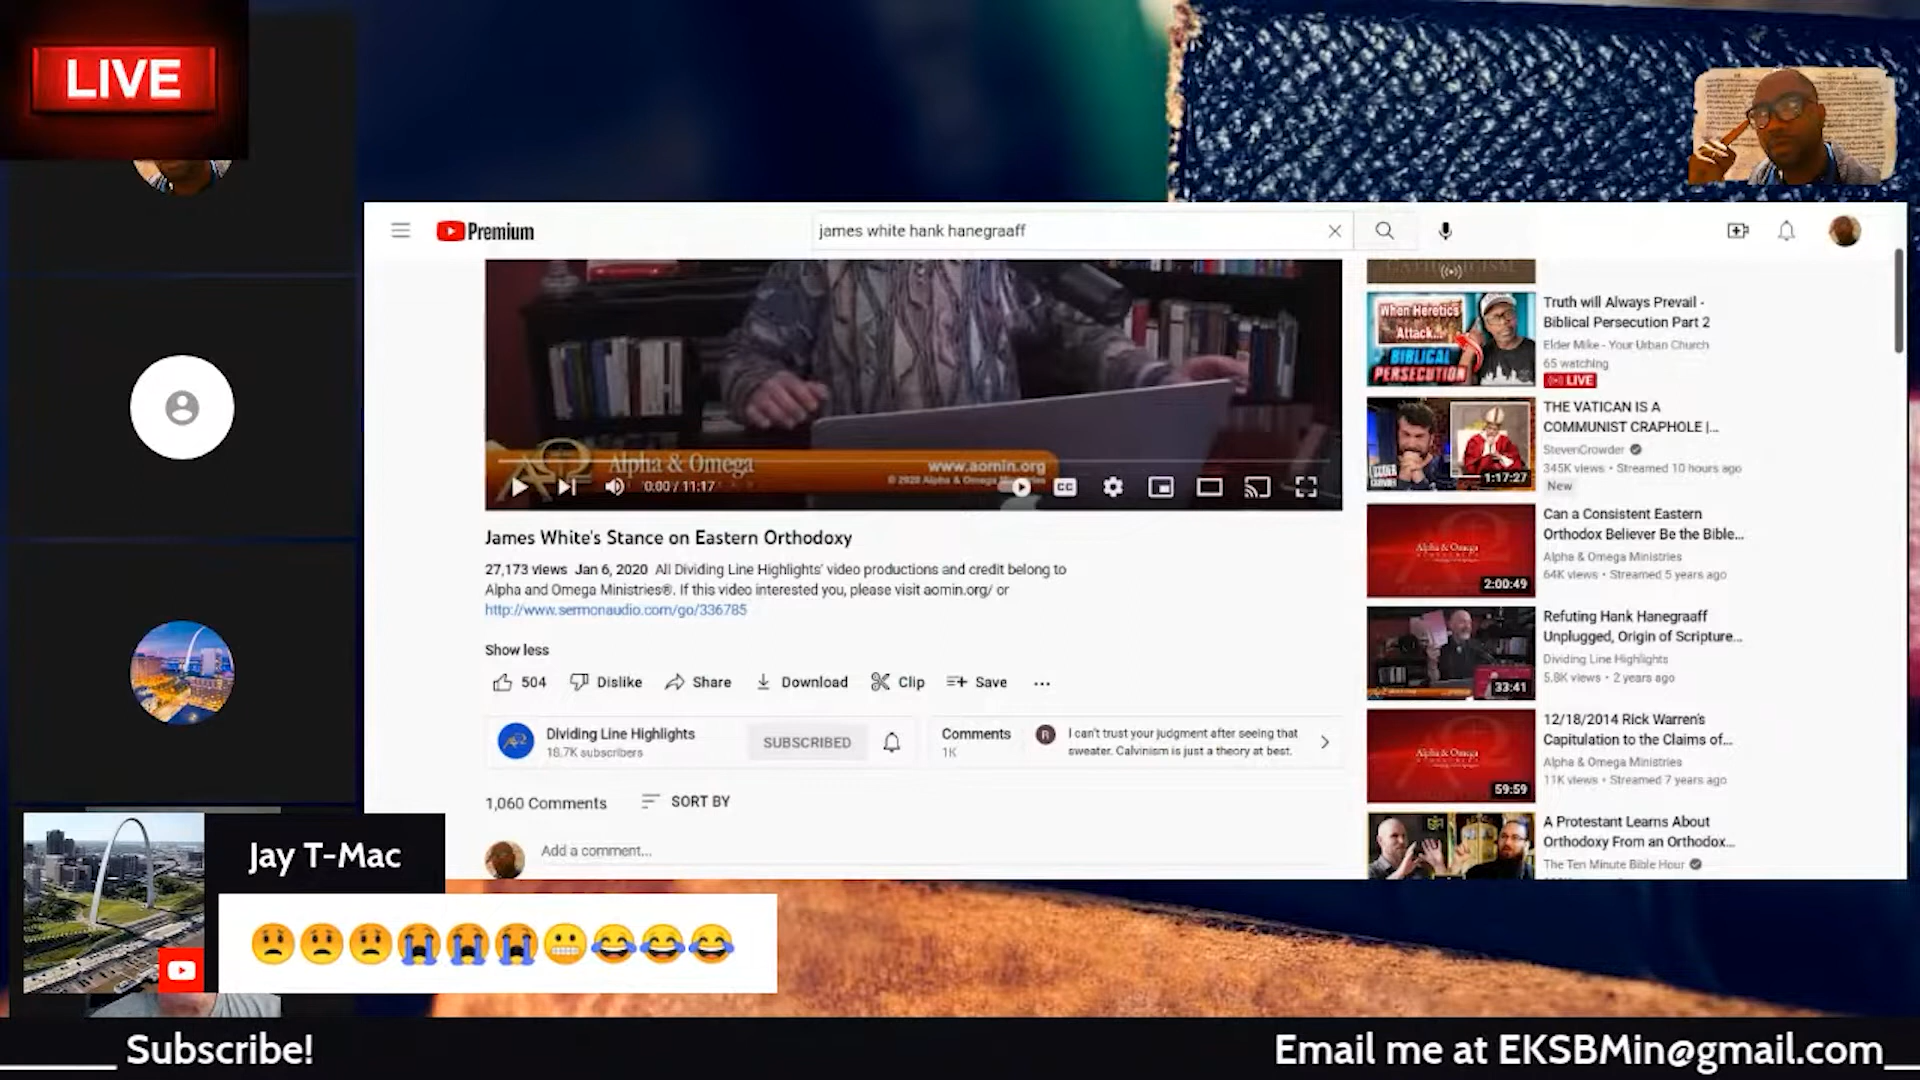 LIVE
Premium
james white hank hanegraaff
Alpha & Omega
www.aomin.org
0:00 / 11:17
CC
James White's Stance on Eastern Orthodoxy
27,173 views Jan 6, 2020 All Dividing Line Highlights' video productions and credit belong to
Alpha and Omega Ministries®. If this video interested you, please visit aomin.org/ or
http://www.sermonaudio.com/go/336785
Show less
504 Dislike Share Download Clip Save ...
Dividing Line Highlights
18.7K subscribers
SUBSCRIBED
Comments
1K
R
I can't trust your judgment after seeing that
sweater. Calvinism is just a theory at best.
1,060 Comments SORT BY
Add a comment...
When Heretics
Attack...
BIBLICAL
PERSECUTION
Truth will Always Prevail -
Biblical Persecution Part 2
Elder Mike - Your Urban Church
65 watching
LIVE
1:17:27
THE VATICAN IS A
COMMUNIST CRAPHOLE |...
StevenCrowder
345K views • Streamed 10 hours ago
New
Alpha & Omega
2:00:49
Can a Consistent Eastern
Orthodox Believer Be the Bible...
Alpha & Omega Ministries
64K views • Streamed 5 years ago
33:41
Refuting Hank Hanegraaff
Unplugged, Origin of Scripture...
Dividing Line Highlights
5.8K views • 2 years ago
Alpha & Omega
59:59
12/18/2014 Rick Warren's
Capitulation to the Claims of...
Alpha & Omega Ministries
11K views • Streamed 7 years ago
A Protestant Learns About
Orthodoxy From an Orthodox...
The Ten Minute Bible Hour
Jay T-Mac
Subscribe!
Email me at EKSBMin@gmail.com